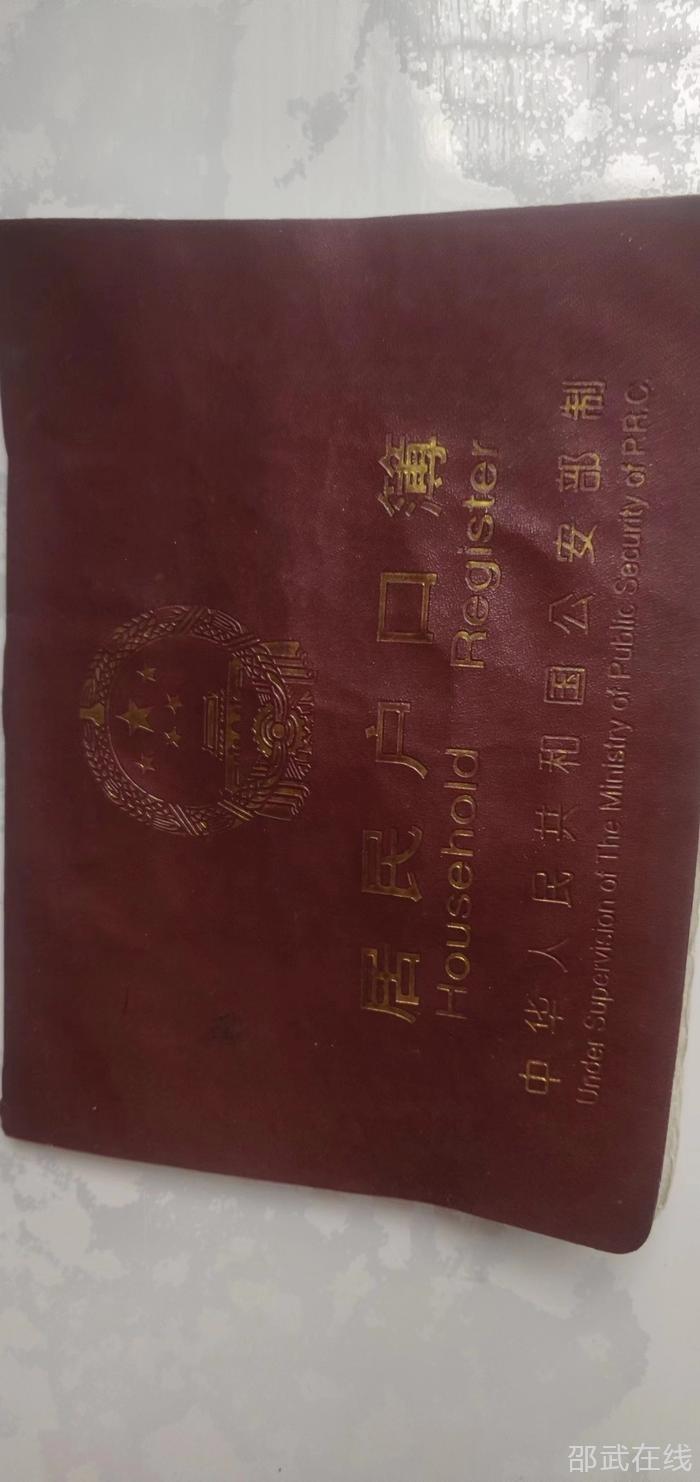 居民户口簿
Household Register
中华人民共和国公安部制
Under Supervision of The Ministry of Public Security of P.R.C.
邵武在线